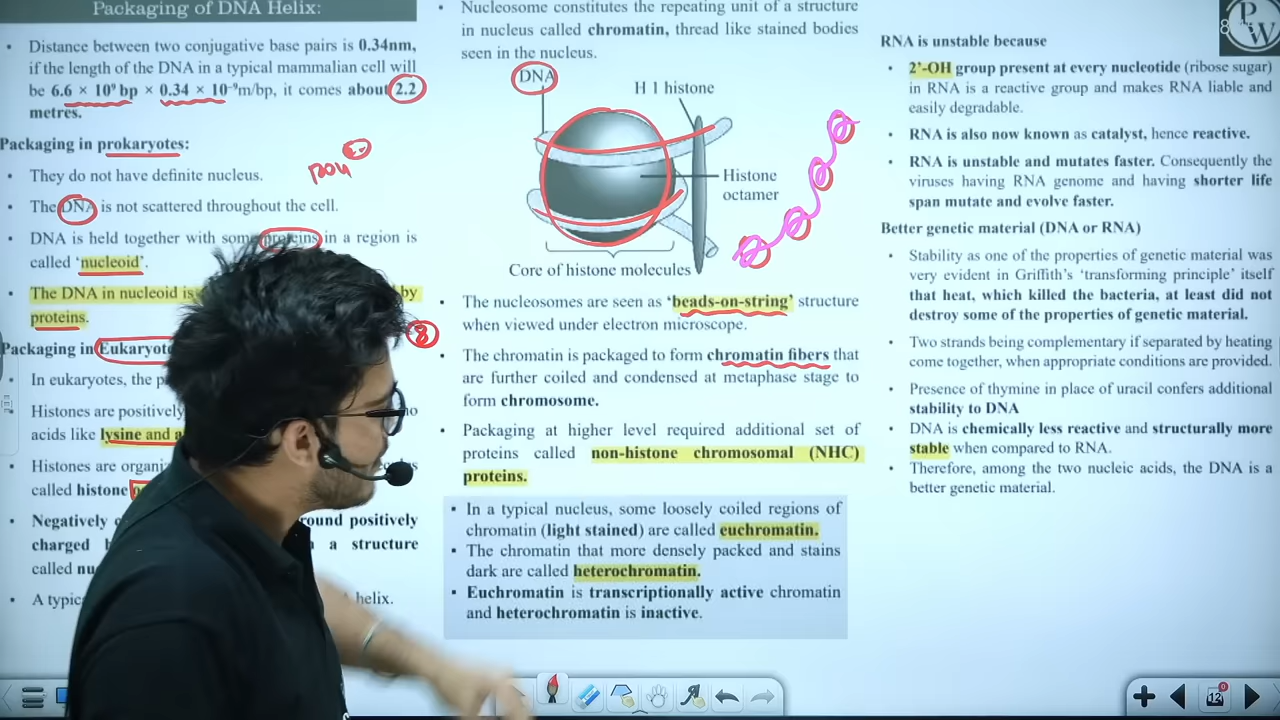 Packaging of DNA Helix:
• Distance between two conjugative base pairs is 0.34nm,
if the length of the DNA in a typical mammalian cell will
be 6.6 × 10⁹ bp × 0.34 × 10⁻⁹m/bp, it comes about 2.2
metres.
Packaging in prokaryotes:
• They do not have definite nucleus.
• The DNA is not scattered throughout the cell.
• DNA is held together with some proteins in a region is
called ‘nucleoid’.
• The DNA in nucleoid is by
proteins.
8
Packaging in Eukaryot
• In eukaryotes, the p
• Histones are positively
acids like lysine and a
• Histones are organi
called histone
• Negatively round positively
charged a structure
called nu
• A typic helix.
• Nucleosome constitutes the repeating unit of a structure
in nucleus called chromatin, thread like stained bodies
seen in the nucleus.
DNA
H 1 histone
Histone
octamer
Core of histone molecules
• The nucleosomes are seen as ‘beads-on-string’ structure
when viewed under electron microscope.
• The chromatin is packaged to form chromatin fibers that
are further coiled and condensed at metaphase stage to
form chromosome.
• Packaging at higher level required additional set of
proteins called non-histone chromosomal (NHC)
proteins.
• In a typical nucleus, some loosely coiled regions of
chromatin (light stained) are called euchromatin.
• The chromatin that more densely packed and stains
dark are called heterochromatin.
• Euchromatin is transcriptionally active chromatin
and heterochromatin is inactive.
PW
RNA is unstable because
• 2’-OH group present at every nucleotide (ribose sugar)
in RNA is a reactive group and makes RNA liable and
easily degradable.
• RNA is also now known as catalyst, hence reactive.
• RNA is unstable and mutates faster. Consequently the
viruses having RNA genome and having shorter life
span mutate and evolve faster.
Better genetic material (DNA or RNA)
• Stability as one of the properties of genetic material was
very evident in Griffith’s ‘transforming principle’ itself
that heat, which killed the bacteria, at least did not
destroy some of the properties of genetic material.
• Two strands being complementary if separated by heating
come together, when appropriate conditions are provided.
• Presence of thymine in place of uracil confers additional
stability to DNA
• DNA is chemically less reactive and structurally more
stable when compared to RNA.
• Therefore, among the two nucleic acids, the DNA is a
better genetic material.
12